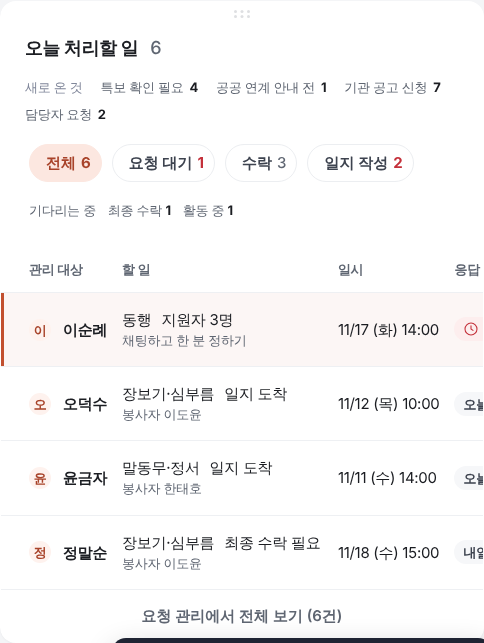 오늘 처리할 일 6
새로 온 것 특보 확인 필요 4 공공 연계 안내 전 1 기관 공고 신청 7
담당자 요청 2
전체 6 요청 대기 1 수락 3 일지 작성 2
기다리는 중 최종 수락 1 활동 중 1
관리 대상 할 일 일시 응답
이 이순례 동행 지원자 3명 11/17 (화) 14:00
채팅하고 한 분 정하기
오 오덕수 장보기·심부름 일지 도착 11/12 (목) 10:00
봉사자 이도윤
윤 윤금자 말동무·정서 일지 도착 11/11 (수) 14:00
봉사자 한태호
정 정말순 장보기·심부름 최종 수락 필요 11/18 (수) 15:00
봉사자 이도윤
요청 관리에서 전체 보기 (6건)